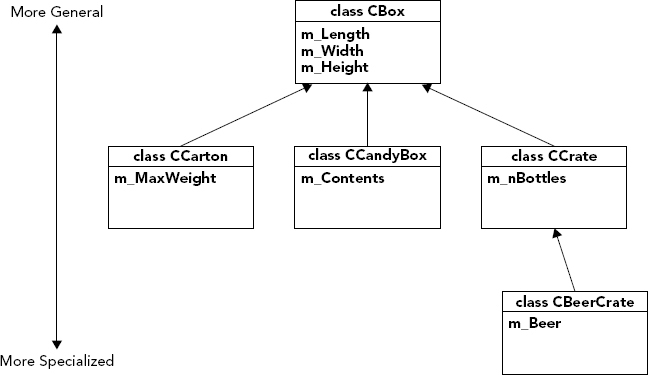 More General
class CBox
m_Length
m_Width
m_Height
class CCarton
m_MaxWeight
class CCandyBox
m_Contents
class CCrate
m_nBottles
class CBeerCrate
m_Beer
More Specialized